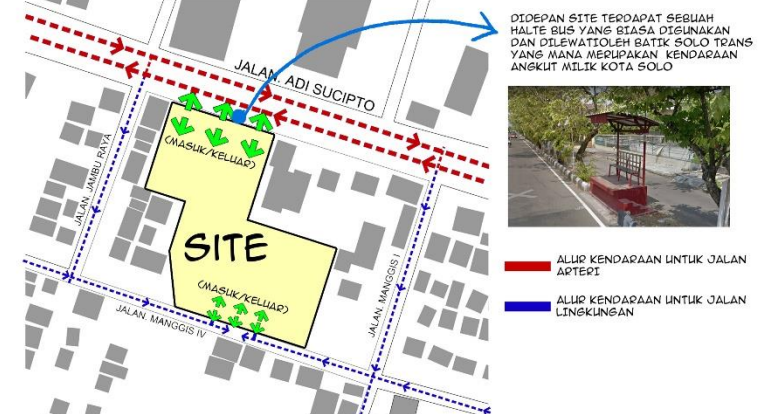 DIDEPAN SITE TERDAPAT SEBUAH
HALTE BUS YANG BIASA DIGUNAKAN
DAN DILEWATIOLEH BATIK SOLO TRANS
YANG MANA MERUPAKAN KENDARAAN
ANGKUT MILIK KOTA SOLO
JALAN. ADI SUCIPTO
(MASUK/KELUAR)
JALAN. JAMBU RAYA
SITE
(MASUK/KELUAR)
JALAN. MANGGIS I
JALAN. MANGGIS IV
ALUR KENDARAAN UNTUK JALAN
ARTERI
ALUR KENDARAAN UNTUK JALAN
LINGKUNGAN